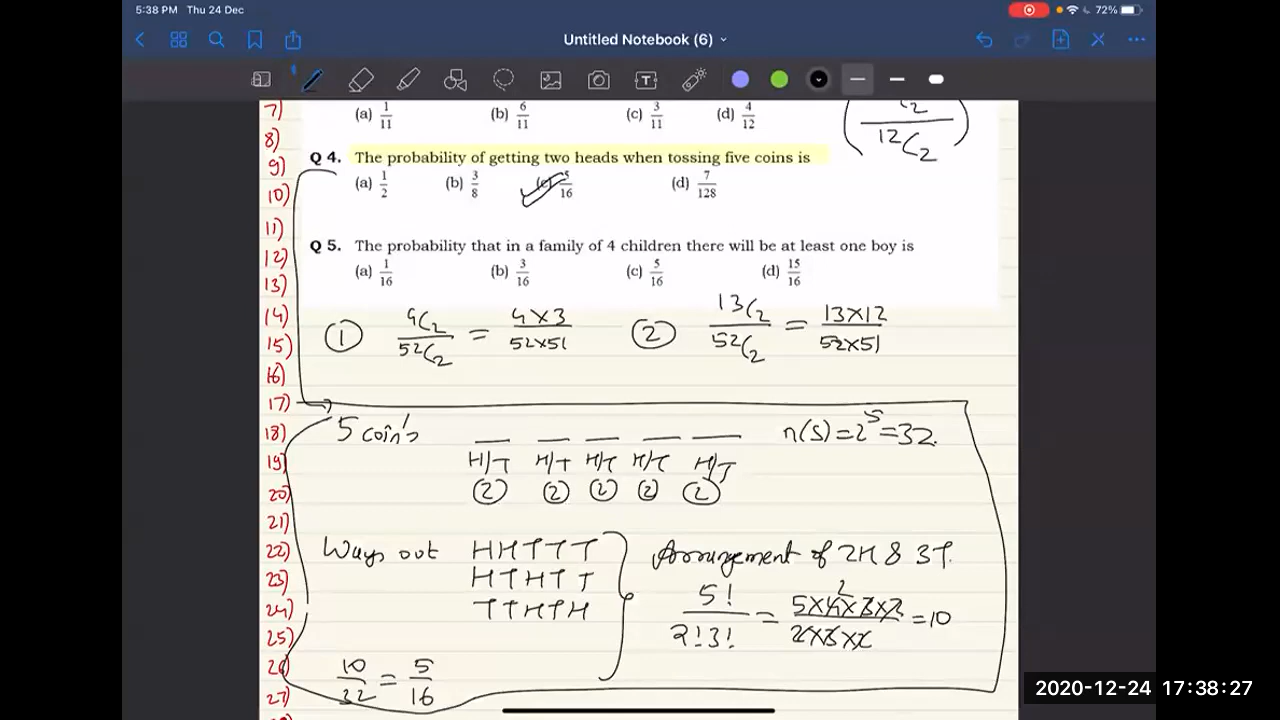 5:38 PM Thu 24 Dec 72%
Untitled Notebook (6)
7) (a) 1/11 (b) 6/11 (c) 3/11 (d) 4/12
12C2
8)
9) Q 4. The probability of getting two heads when tossing five coins is
10) (a) 1/2 (b) 3/8 (c) 5/16 (d) 7/128
11)
12) Q 5. The probability that in a family of 4 children there will be at least one boy is
13) (a) 1/16 (b) 3/16 (c) 5/16 (d) 15/16
14)
15) ① 4C2/52C2 = 4×3/52×51 ② 13C2/52C2 = 13×12/52×51
16)
17)
18) 5 coin's n(S)=2^5=32.
19) H/T H/T H/T H/T H/T
20) 2 2 2 2 2
21)
22) Ways out HHTTT Arrangement of 2H & 3T.
23) HTHTT
24) TTHTH 5!/2!3! = 5×4×3×2/2×3×2 = 10
25)
26) 10/32 = 5/16
27)
2020-12-24 17:38:27